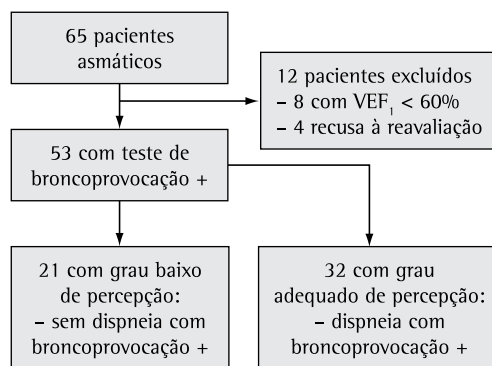 65 pacientes
asmáticos
12 pacientes excluídos
– 8 com VEF₁ < 60%
– 4 recusa à reavaliação
53 com teste de
broncoprovocação +
21 com grau baixo
de percepção:
– sem dispneia com
broncoprovocação +
32 com grau
adequado de percepção:
– dispneia com
broncoprovocação +